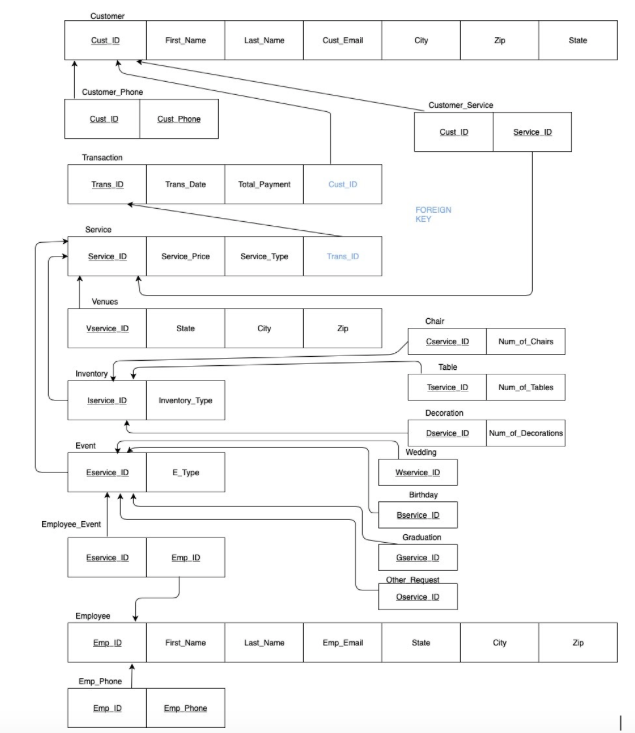 Customer
Cust_ID First_Name Last_Name Cust_Email City Zip State
Customer_Phone
Cust_ID Cust_Phone
Customer_Service
Cust_ID Service_ID
Transaction
Trans_ID Trans_Date Total_Payment Cust_ID
FOREIGN
KEY
Service
Service_ID Service_Price Service_Type Trans_ID
Venues
Vservice_ID State City Zip
Chair
Cservice_ID Num_of_Chairs
Table
Tservice_ID Num_of_Tables
Inventory
Iservice_ID Inventory_Type
Decoration
Dservice_ID Num_of_Decorations
Event
Eservice_ID E_Type
Wedding
Wservice_ID
Birthday
Bservice_ID
Graduation
Gservice_ID
Other_Request
Oservice_ID
Employee_Event
Eservice_ID Emp_ID
Employee
Emp_ID First_Name Last_Name Emp_Email State City Zip
Emp_Phone
Emp_ID Emp_Phone